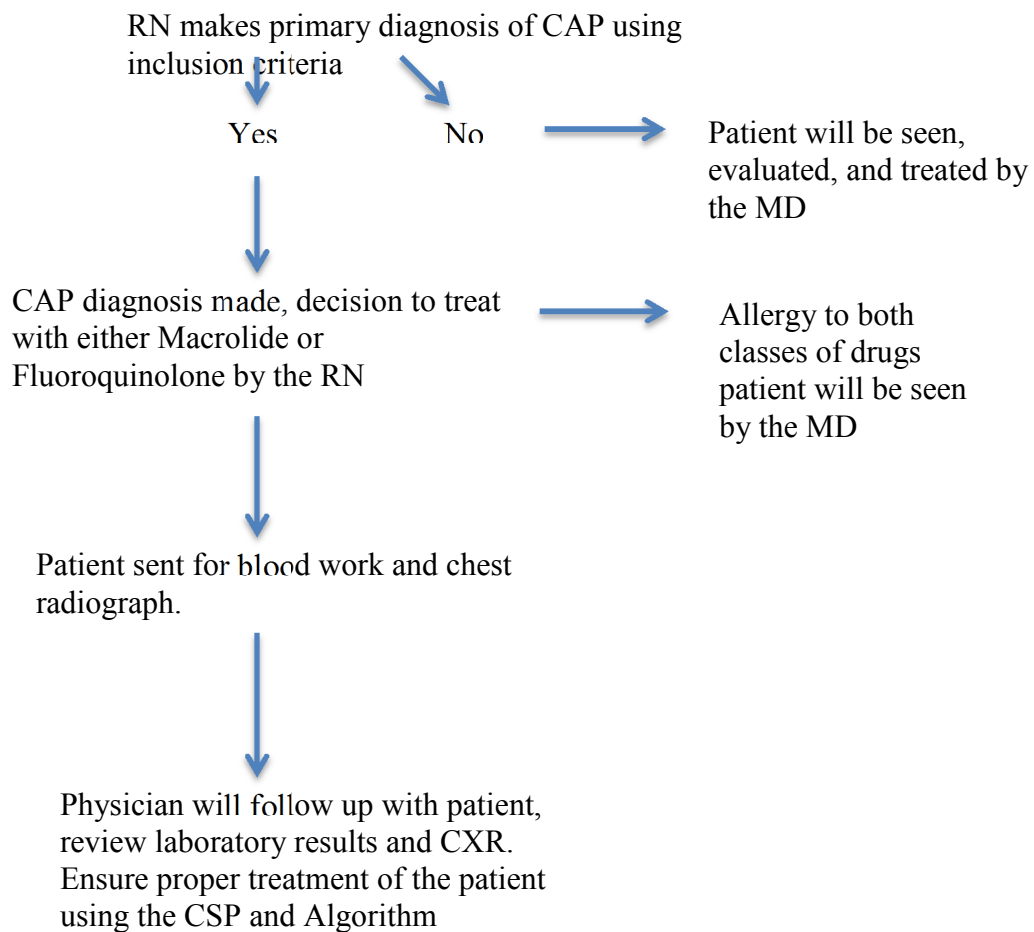 RN makes primary diagnosis of CAP using
inclusion criteria
Yes
No
Patient will be seen,
evaluated, and treated by
the MD
CAP diagnosis made, decision to treat
with either Macrolide or
Fluoroquinolone by the RN
Allergy to both
classes of drugs
patient will be seen
by the MD
Patient sent for blood work and chest
radiograph.
Physician will follow up with patient,
review laboratory results and CXR.
Ensure proper treatment of the patient
using the CSP and Algorithm